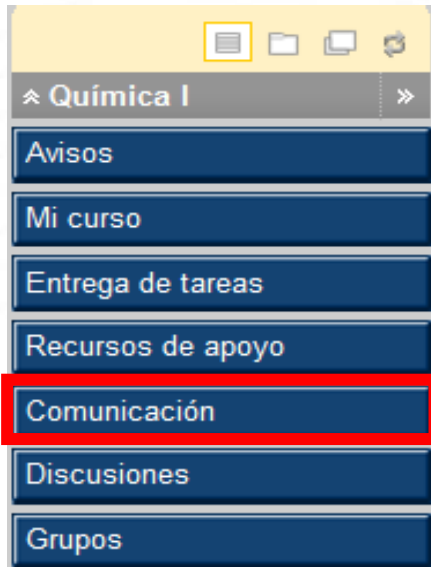 Química I
Avisos
Mi curso
Entrega de tareas
Recursos de apoyo
Comunicación
Discusiones
Grupos